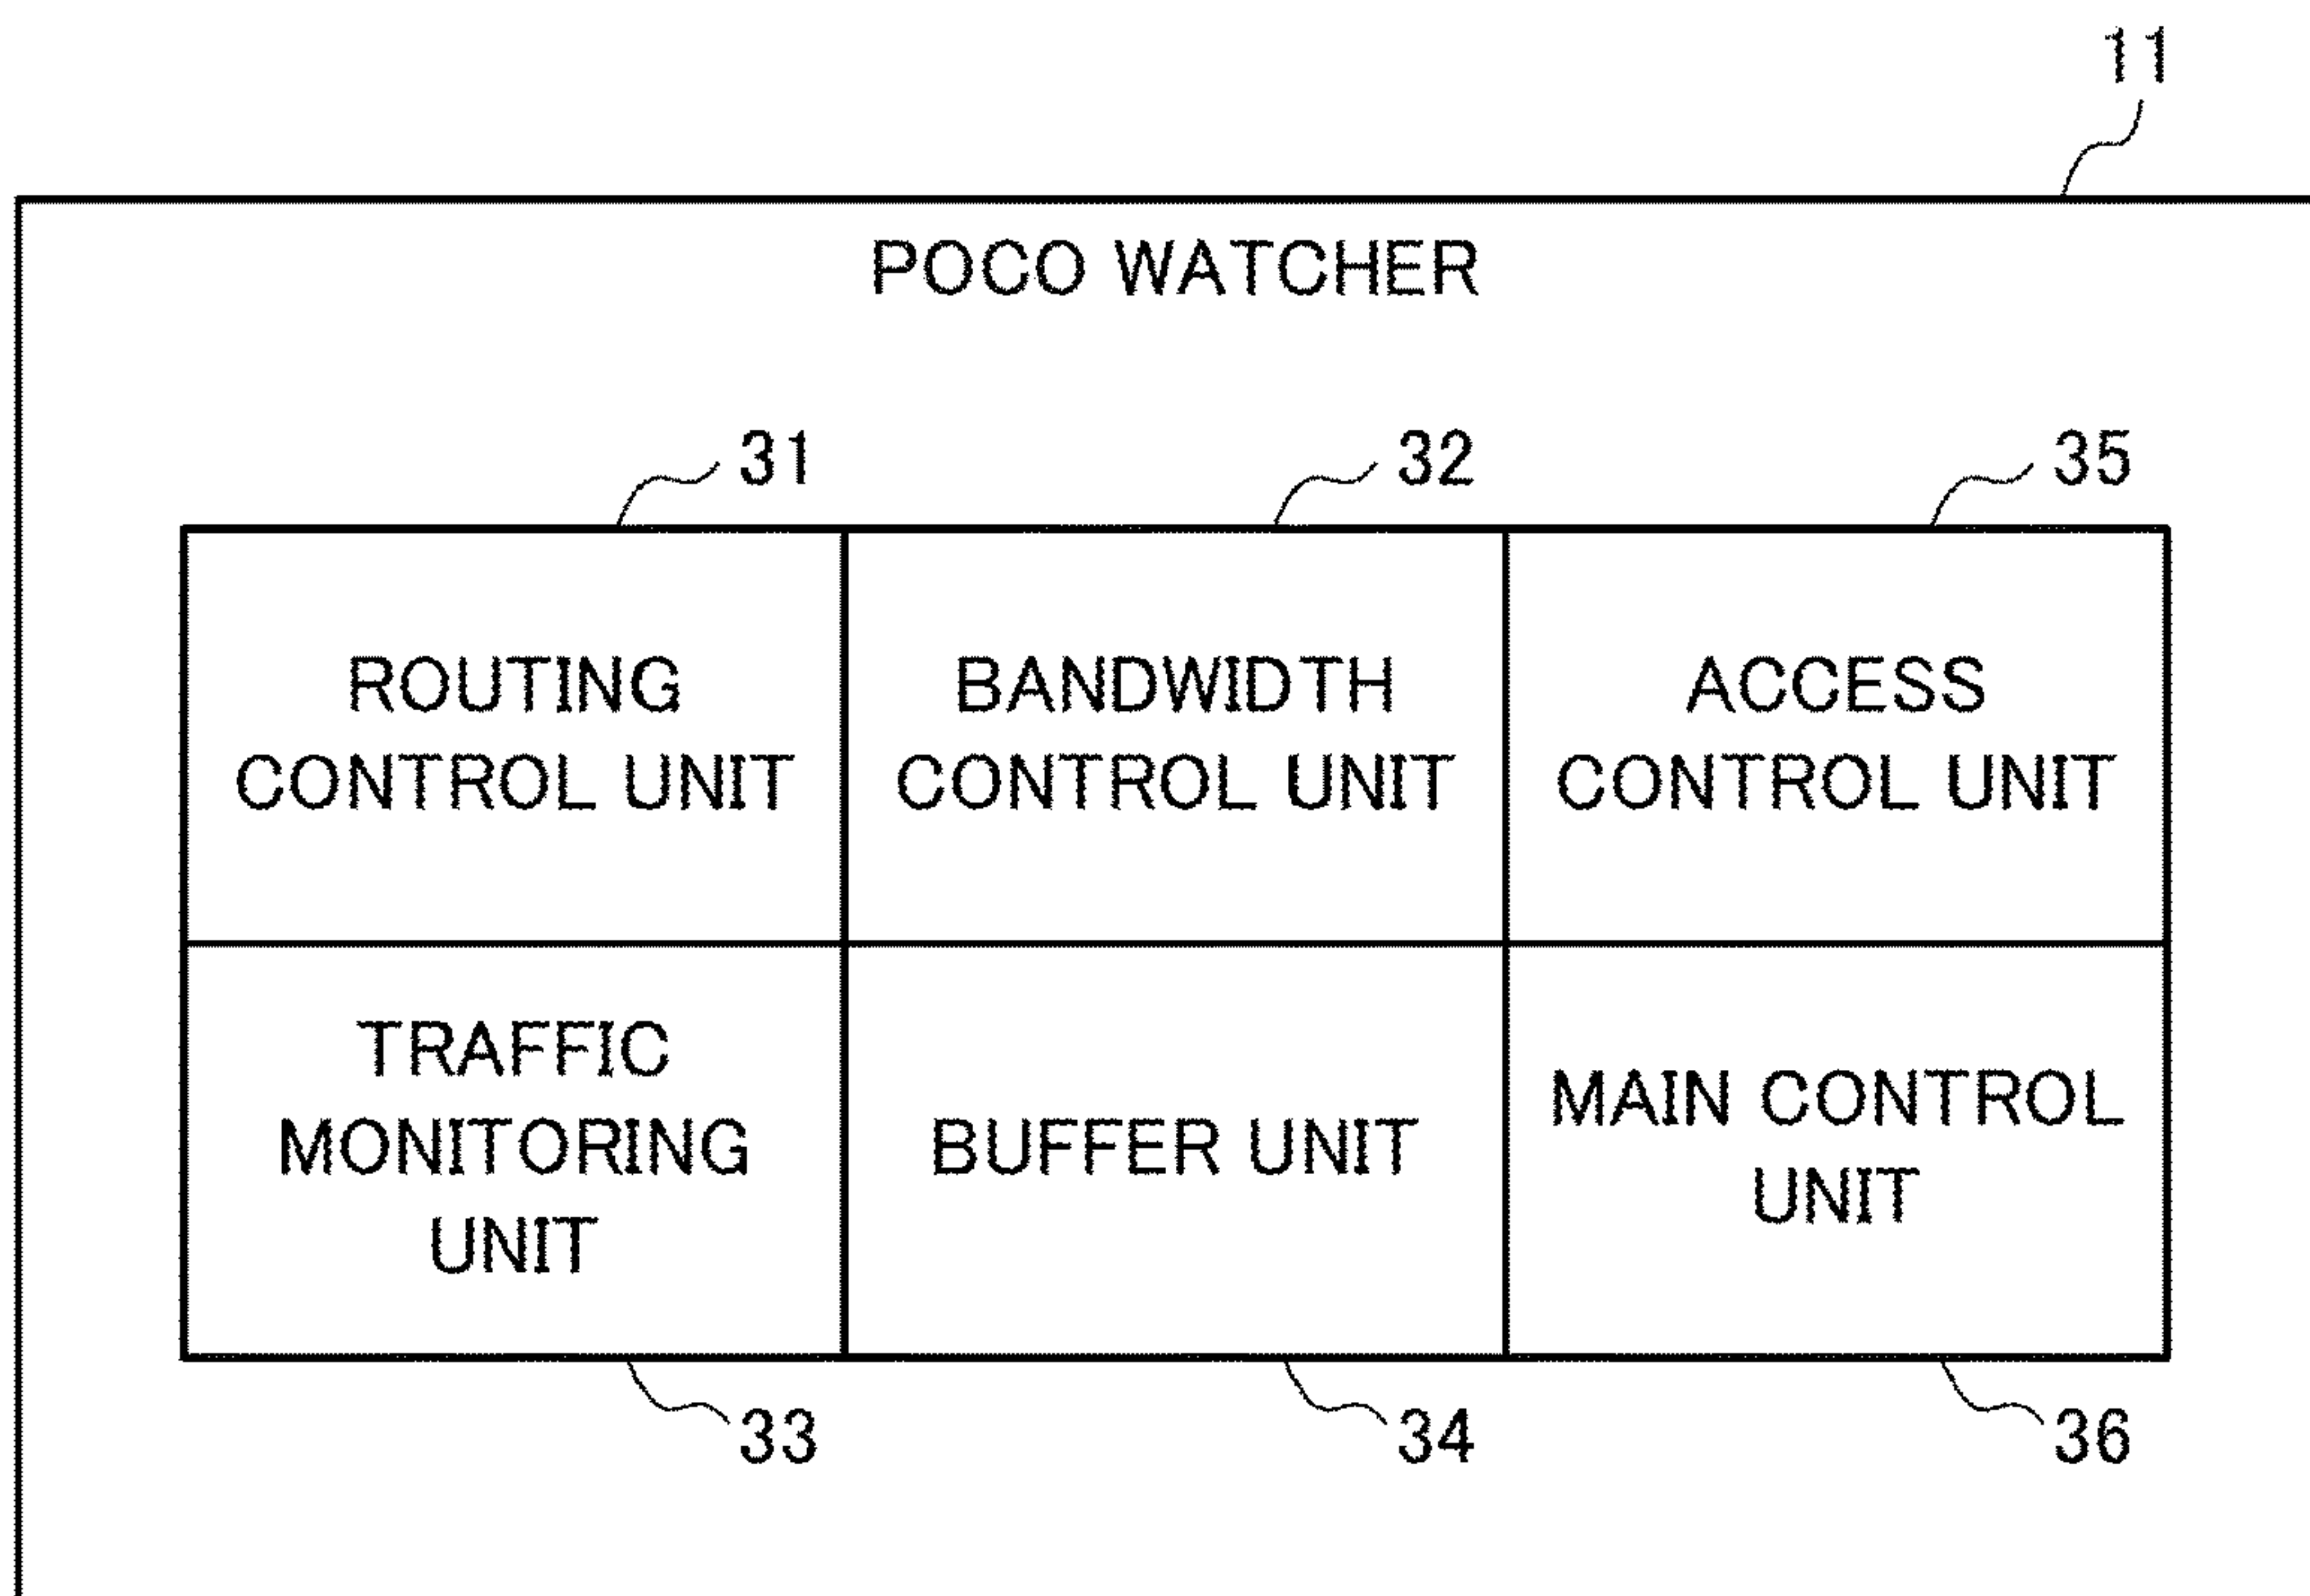 11
POCO WATCHER
31
32
35
ROUTING
CONTROL UNIT
BANDWIDTH
CONTROL UNIT
ACCESS
CONTROL UNIT
TRAFFIC
MONITORING
UNIT
BUFFER UNIT
MAIN CONTROL
UNIT
33
34
36